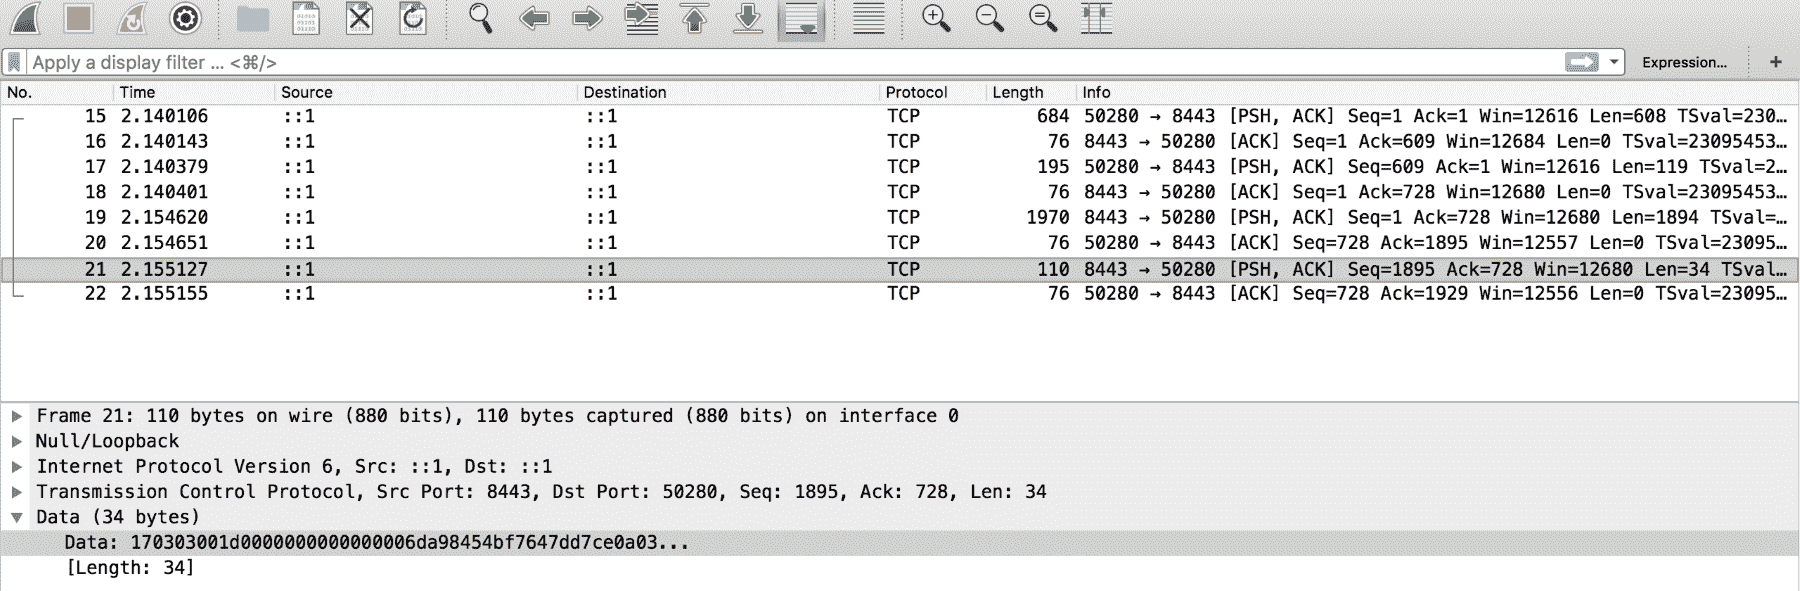 Apply a display filter ... <⌘/>
Expression...
+
No. Time Source Destination Protocol Length Info
15 2.140106 ::1 ::1 TCP 684 50280 → 8443 [PSH, ACK] Seq=1 Ack=1 Win=12616 Len=608 TSval=230…
16 2.140143 ::1 ::1 TCP 76 8443 → 50280 [ACK] Seq=1 Ack=609 Win=12684 Len=0 TSval=23095453…
17 2.140379 ::1 ::1 TCP 195 50280 → 8443 [PSH, ACK] Seq=609 Ack=1 Win=12616 Len=119 TSval=2…
18 2.140401 ::1 ::1 TCP 76 8443 → 50280 [ACK] Seq=1 Ack=728 Win=12680 Len=0 TSval=23095453…
19 2.154620 ::1 ::1 TCP 1970 8443 → 50280 [PSH, ACK] Seq=1 Ack=728 Win=12680 Len=1894 TSval=…
20 2.154651 ::1 ::1 TCP 76 50280 → 8443 [ACK] Seq=728 Ack=1895 Win=12557 Len=0 TSval=23095…
21 2.155127 ::1 ::1 TCP 110 8443 → 50280 [PSH, ACK] Seq=1895 Ack=728 Win=12680 Len=34 TSval…
22 2.155155 ::1 ::1 TCP 76 50280 → 8443 [ACK] Seq=728 Ack=1929 Win=12556 Len=0 TSval=23095…
Frame 21: 110 bytes on wire (880 bits), 110 bytes captured (880 bits) on interface 0
Null/Loopback
Internet Protocol Version 6, Src: ::1, Dst: ::1
Transmission Control Protocol, Src Port: 8443, Dst Port: 50280, Seq: 1895, Ack: 728, Len: 34
Data (34 bytes)
Data: 170303001d0000000000000006da98454bf7647dd7ce0a03...
[Length: 34]